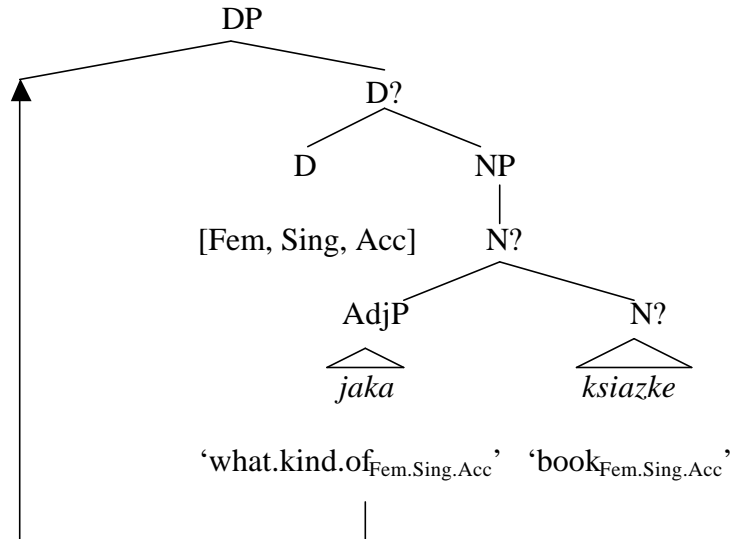 DP
D?
D NP
[Fem, Sing, Acc] N?
AdjP N?
jaka ksiazke
‘what.kind.ofFem.Sing.Acc’ ‘bookFem.Sing.Acc’